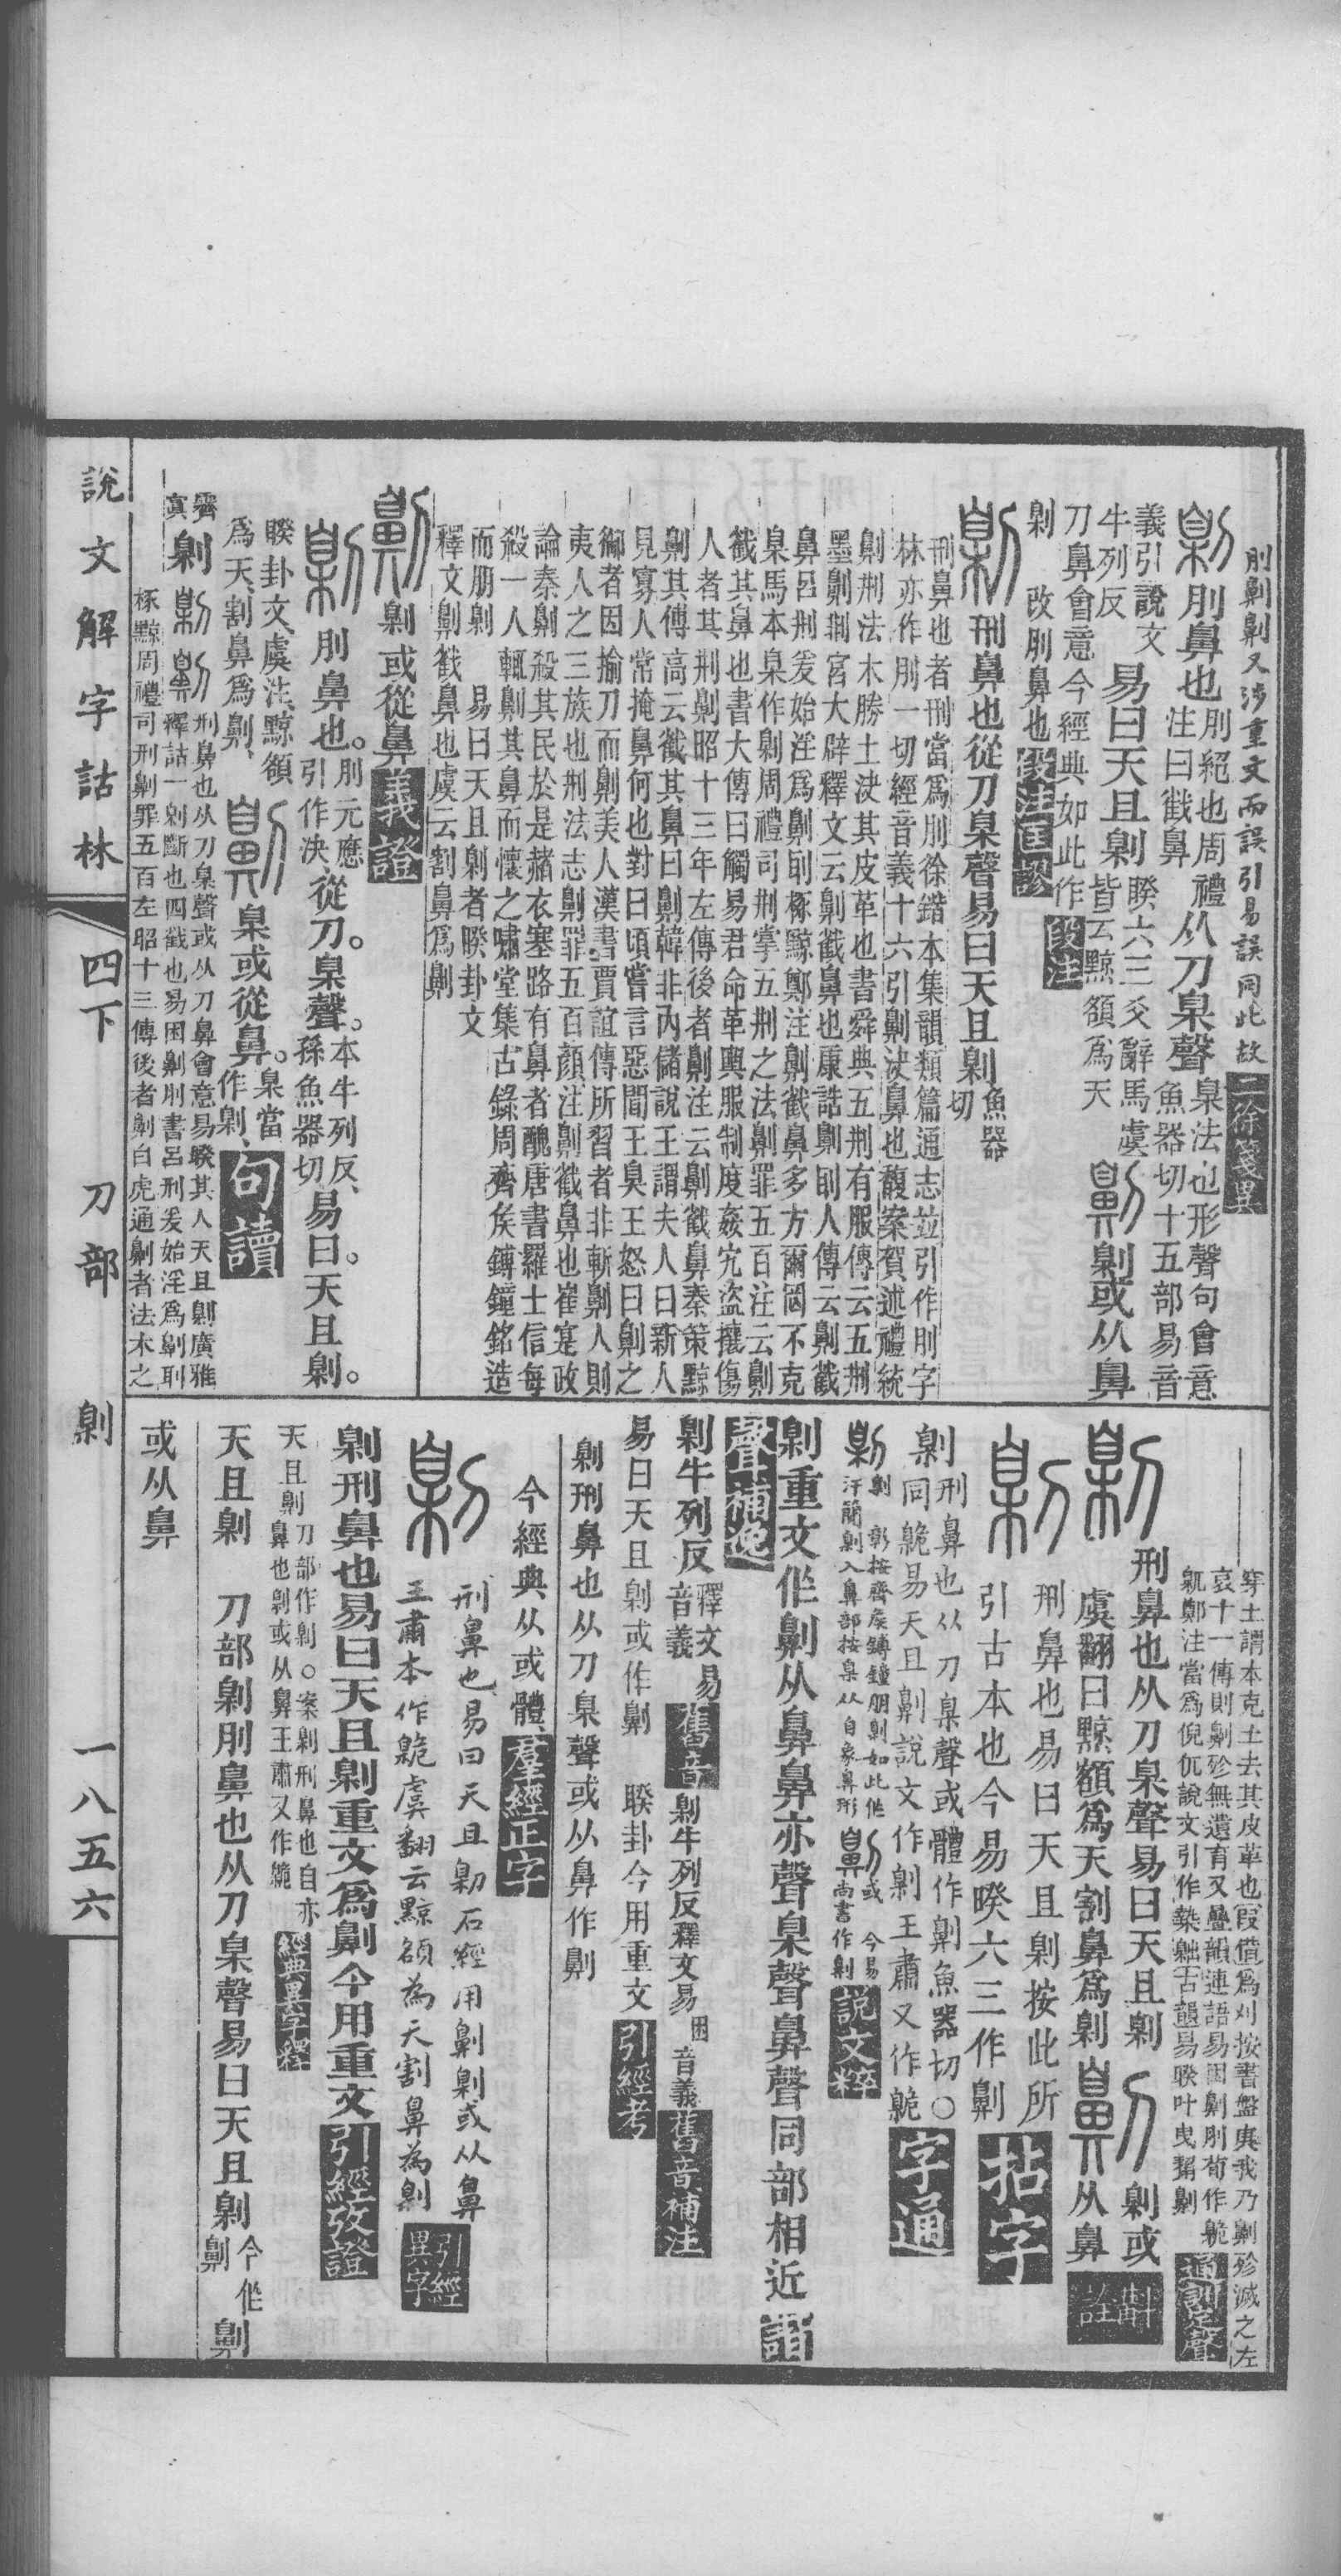 刖劓劓又涉重文而誤引易誤同此故二徐箋異
臬刂刖鼻也刖絕也周禮注曰截鼻从刀臬聲臬法也形聲句會意魚器切十五部易音
義引說文牛列反易曰天且劓睽六三爻辭馬虞皆云黥頟爲天劓劓或从鼻
刀鼻會意今經典如此作段注
劓 改刖鼻也段注匡謬
劓刑鼻也從刀臬聲易曰天且劓魚器切
刑鼻也者刑當爲刖徐鍇本集韻類篇通志並引作刖字
林亦作刖一切經音義十六引劓決鼻也馥案賀述禮統
劓荆法木勝土決其皮革也書舜典五刑有服傳云五荆
墨劓剕宮大辟釋文云劓截鼻也康誥劓刵人傳云劓截
鼻呂荆爰始淫爲劓刵椓黥鄭注劓截鼻多方爾罔不克
臬馬本臬作劓周禮司荆掌五荆之法劓罪五百注云劓
截其鼻也書大傳曰觸易君命革輿服制度姦宄盜攘傷
人者其荆劓昭十三年左傳後者劓注云劓截鼻秦策黥
劓其傅高云截其鼻曰劓韓非內儲說王謂夫人曰新人
見寡人常掩鼻何也對曰頃嘗言惡聞王臭王怒曰劓之
御者因揄刀而劓美人漢書賈誼傳所習者非斬劓人則
夷人之三族也荆法志劓罪五百顏注劓截鼻也崔寔政
論秦劓殺其民於是赭衣塞路有鼻者醜唐書羅士信每
殺一人輒劓其鼻而懷之嘯堂集古錄周齊侯鎛鐘銘造
而朋劓 易曰天且劓者睽卦文
釋文劓截鼻也虞云割鼻爲劓
劓劓或從鼻義證
劓刖鼻也。刖元應引作決從刀。臬聲。本牛列反、孫魚器切易曰。天且劓。
睽卦文、虞注、黥頟爲天、割鼻爲劓、劓臬或從鼻。臬當作劓、句讀
齊眞劓劓劓刑鼻也从刀臬聲或从刀鼻會意易睽其人天且劓廣雅釋詁一劓斷也四截也易困劓刖書呂刑爰始淫爲劓刵
椓黥周禮司刑劓罪五百左昭十三傳後者劓白虎通劓者法木之
說文解字詁林 四下 刀部 劓 一八五六
穿土謂木克土去其皮革也叚借爲刈按書盤庚我乃劓殄滅之左
哀十一傳則劓殄無遺育又疊韻連語易困劓刖荀作臲
䡾鄭注當爲倪㐳說文引作槷䵳古韻易睽叶曳掣劓通訓定聲
劓刑鼻也从刀臬聲易曰天且劓劓劓或从鼻
虞翻曰黥頟爲天割鼻爲劓斠詮
劓刑鼻也易曰天且劓按此所
引古本也今易睽六三作劓拈字
劓刑鼻也从刀臬聲或體作劓魚器切○
同臲易天且劓說文作劓王肅又作臲字通
劓劓 彰按齊矦鎛鐘朋劓如此作汗簡劓入鼻部按臬从自象鼻形劓或 今易尚書作劓說文粹
劓重文作劓从鼻鼻亦聲臬聲鼻聲同部相近諧聲補逸
劓牛列反釋文易音義舊音劓牛列反釋文易困音義舊音補注
易曰天且劓或作劓 睽卦今用重文引經考
劓刑鼻也从刀臬聲或从鼻作劓
今經典从或體羣經正字
劓刑鼻也易曰天且劓石經用劓劓或从鼻
王肅本作臲虞翻云黥頟為天割鼻為劓引經異字
劓刑鼻也易曰天且劓重文爲劓今用重文引經攷證
天且劓刀部作劓○案劓刑鼻也自亦鼻也劓或从鼻王肅又作臲經典異字釋
天且劓 刀部劓刖鼻也从刀臬聲易曰天且劓今作劓劓
或从鼻